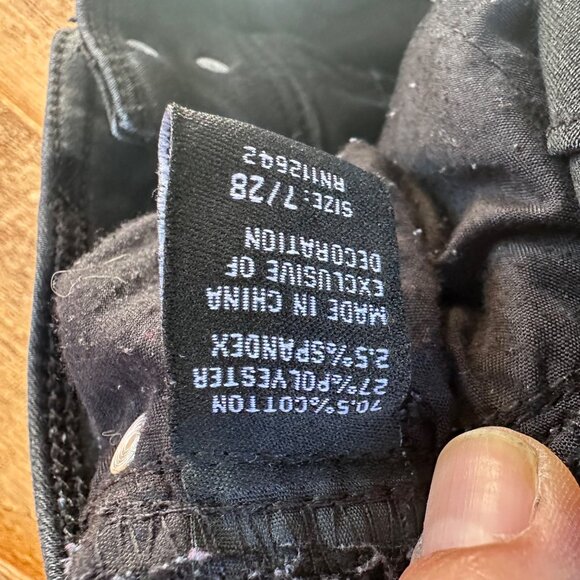 70.5%COTTON
27%POLYESTER
2.5%SPANDEX
MADE IN CHINA
EXCLUSIVE OF
DECORATION
SIZE: 7/28
RN112642